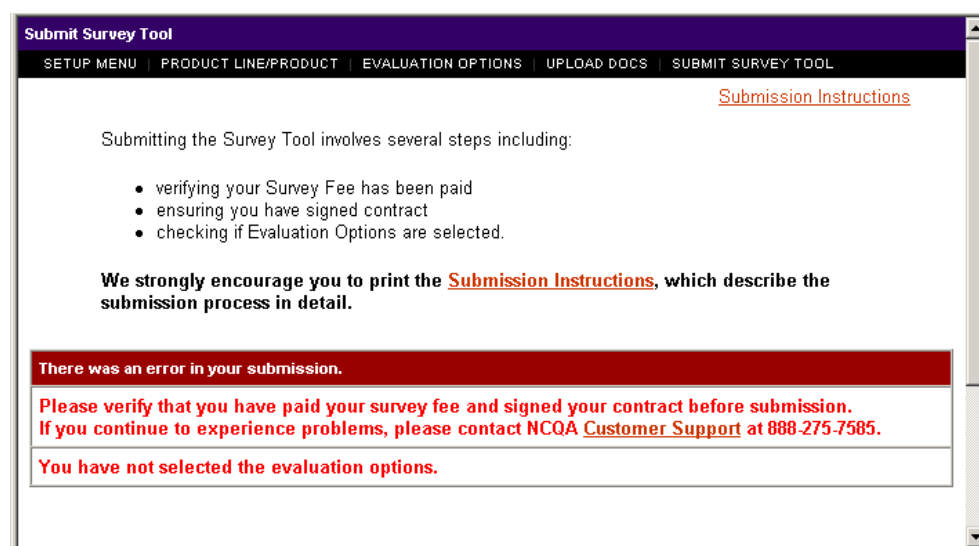 Submit Survey Tool
SETUP MENU | PRODUCT LINE/PRODUCT | EVALUATION OPTIONS | UPLOAD DOCS | SUBMIT SURVEY TOOL
Submission Instructions
Submitting the Survey Tool involves several steps including:
• verifying your Survey Fee has been paid
• ensuring you have signed contract
• checking if Evaluation Options are selected.
We strongly encourage you to print the Submission Instructions, which describe the
submission process in detail.
There was an error in your submission.
Please verify that you have paid your survey fee and signed your contract before submission.
If you continue to experience problems, please contact NCQA Customer Support at 888-275-7585.
You have not selected the evaluation options.